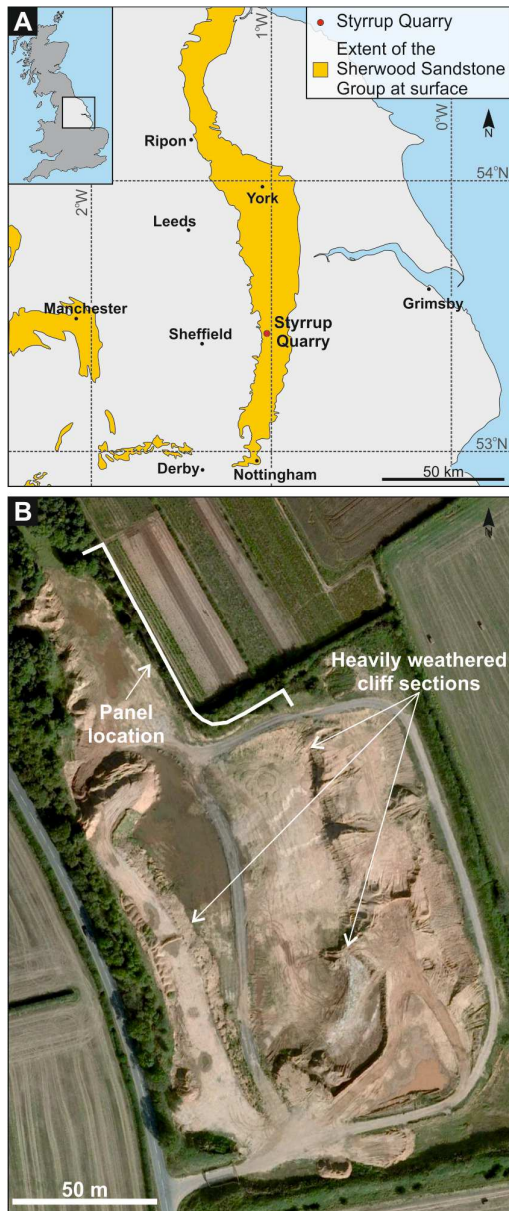 A
1°W
Styrrup Quarry
Extent of the
Sherwood Sandstone
Group at surface
0°W
N
Ripon
54°N
2°W
York
Leeds
Manchester
Grimsby
Sheffield
Styrrup
Quarry
53°N
Derby
Nottingham
50 km
B
N
Heavily weathered
cliff sections
Panel
location
50 m